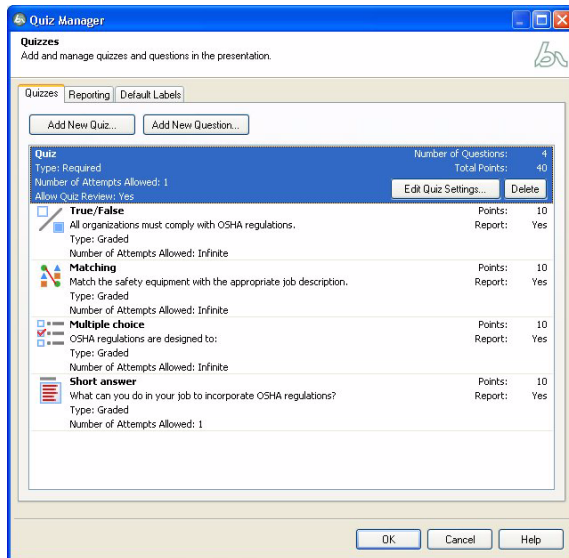 Quiz Manager
Quizzes
Add and manage quizzes and questions in the presentation.
Quizzes Reporting Default Labels
Add New Quiz... Add New Question...
Quiz Number of Questions: 4
Type: Required Total Points: 40
Number of Attempts Allowed: 1
Allow Quiz Review: Yes Edit Quiz Settings... Delete
True/False Points: 10
All organizations must comply with OSHA regulations. Report: Yes
Type: Graded
Number of Attempts Allowed: Infinite
Matching Points: 10
Match the safety equipment with the appropriate job description. Report: Yes
Type: Graded
Number of Attempts Allowed: Infinite
Multiple choice Points: 10
OSHA regulations are designed to: Report: Yes
Type: Graded
Number of Attempts Allowed: Infinite
Short answer Points: 10
What can you do in your job to incorporate OSHA regulations? Report: Yes
Type: Graded
Number of Attempts Allowed: 1
OK Cancel Help